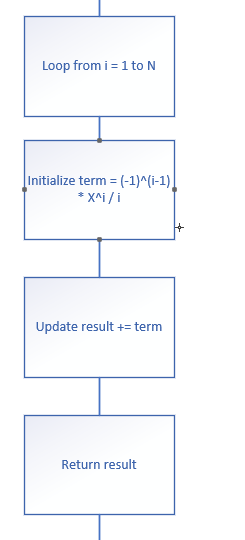 Loop from i = 1 to N
Initialize term = (-1)^(i-1)
* X^i / i
Update result += term
Return result